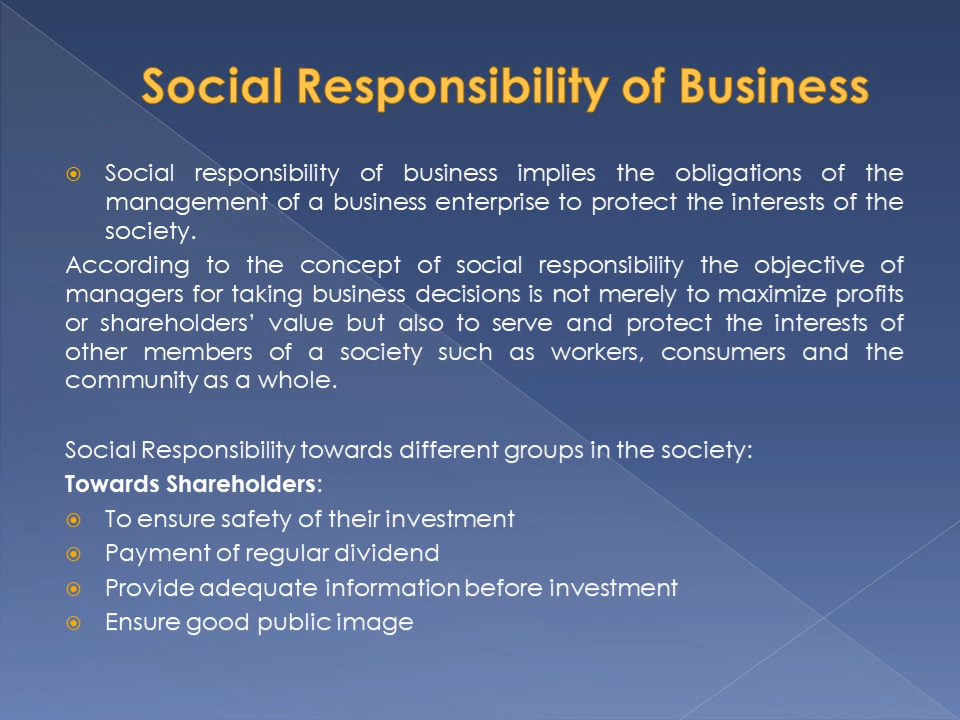 Social Responsibility of Business
Social responsibility of business implies the obligations of the
management of a business enterprise to protect the interests of the
society.
According to the concept of social responsibility the objective of
managers for taking business decisions is not merely to maximize profits
or shareholders’ value but also to serve and protect the interests of
other members of a society such as workers, consumers and the
community as a whole.
Social Responsibility towards different groups in the society:
Towards Shareholders:
To ensure safety of their investment
Payment of regular dividend
Provide adequate information before investment
Ensure good public image